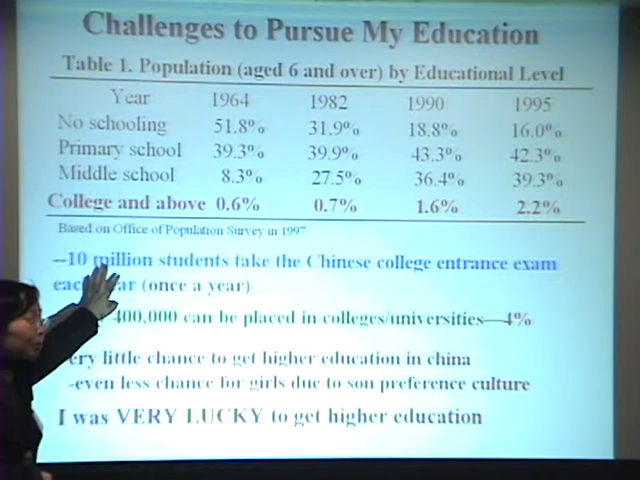 Challenges to Pursue My Education
Table 1. Population (aged 6 and over) by Educational Level
Year 1964 1982 1990 1995
No schooling 51.8% 31.9% 18.8% 16.0%
Primary school 39.3% 39.9% 43.3% 42.3%
Middle school 8.3% 27.5% 36.4% 39.3%
College and above 0.6% 0.7% 1.6% 2.2%
Based on Office of Population Survey in 1997
--10 million students take the Chinese college entrance exam
(once a year)
400,000 can be placed in colleges/universities—4%
little chance to get higher education in china
-even less chance for girls due to son preference culture
I was VERY LUCKY to get higher education